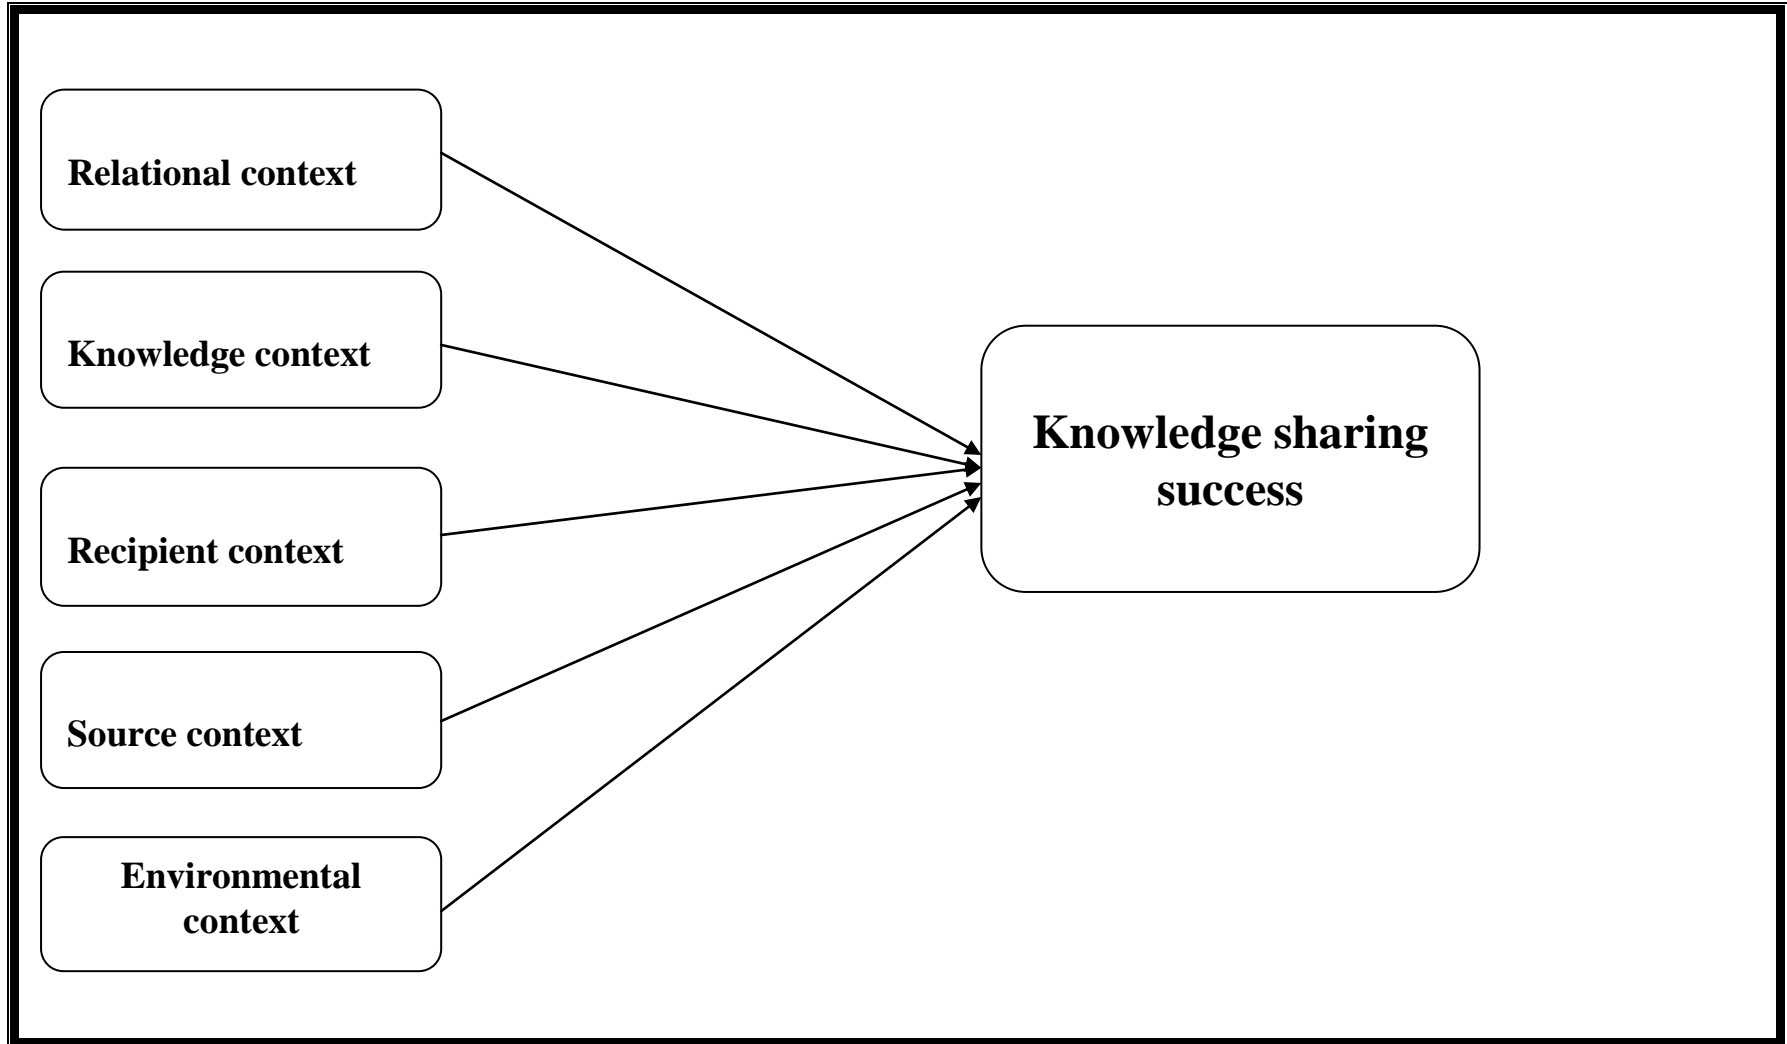 Relational context
Knowledge context
Recipient context
Source context
Environmental
context
Knowledge sharing
success